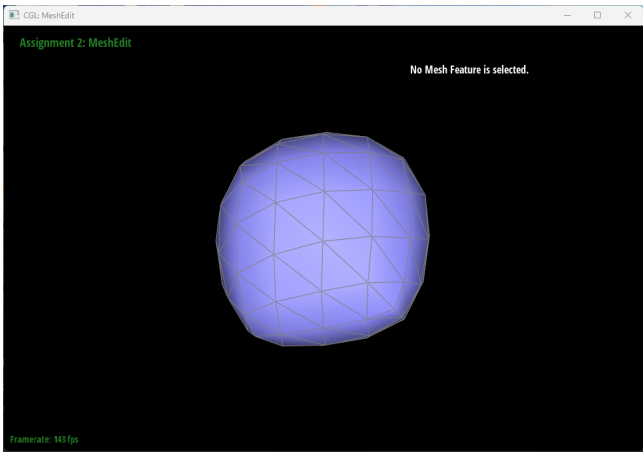 CGL: MeshEdit
Assignment 2: MeshEdit
No Mesh Feature is selected.
Framerate: 143 fps